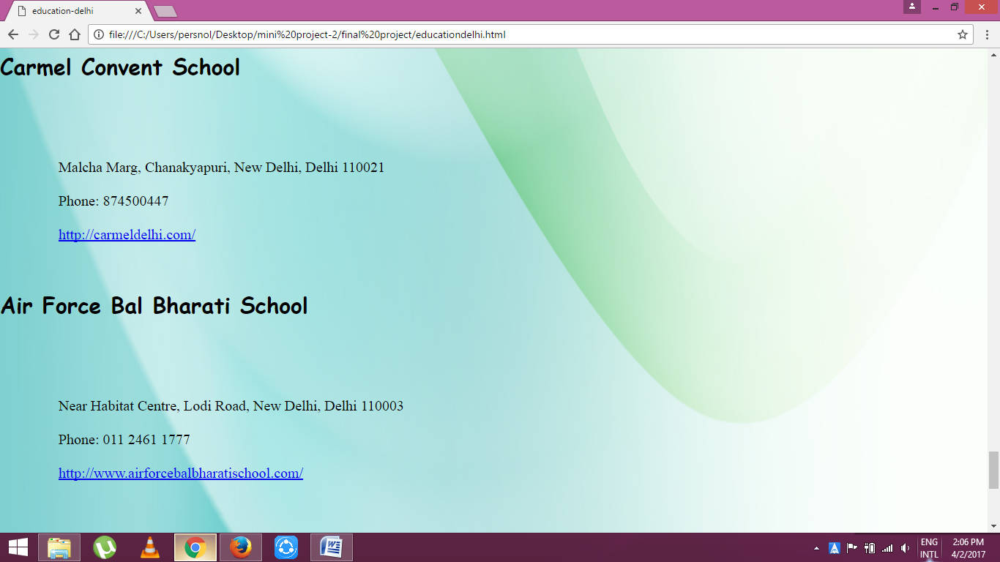 education-delhi
file:///C:/Users/persnol/Desktop/mini%20project-2/final%20project/educationdelhi.html
Carmel Convent School
Malcha Marg, Chanakyapuri, New Delhi, Delhi 110021
Phone: 874500447
http://carmeldelhi.com/
Air Force Bal Bharati School
Near Habitat Centre, Lodi Road, New Delhi, Delhi 110003
Phone: 011 2461 1777
http://www.airforcebalbharatischool.com/
ENG 2:06 PM
INTL 4/2/2017